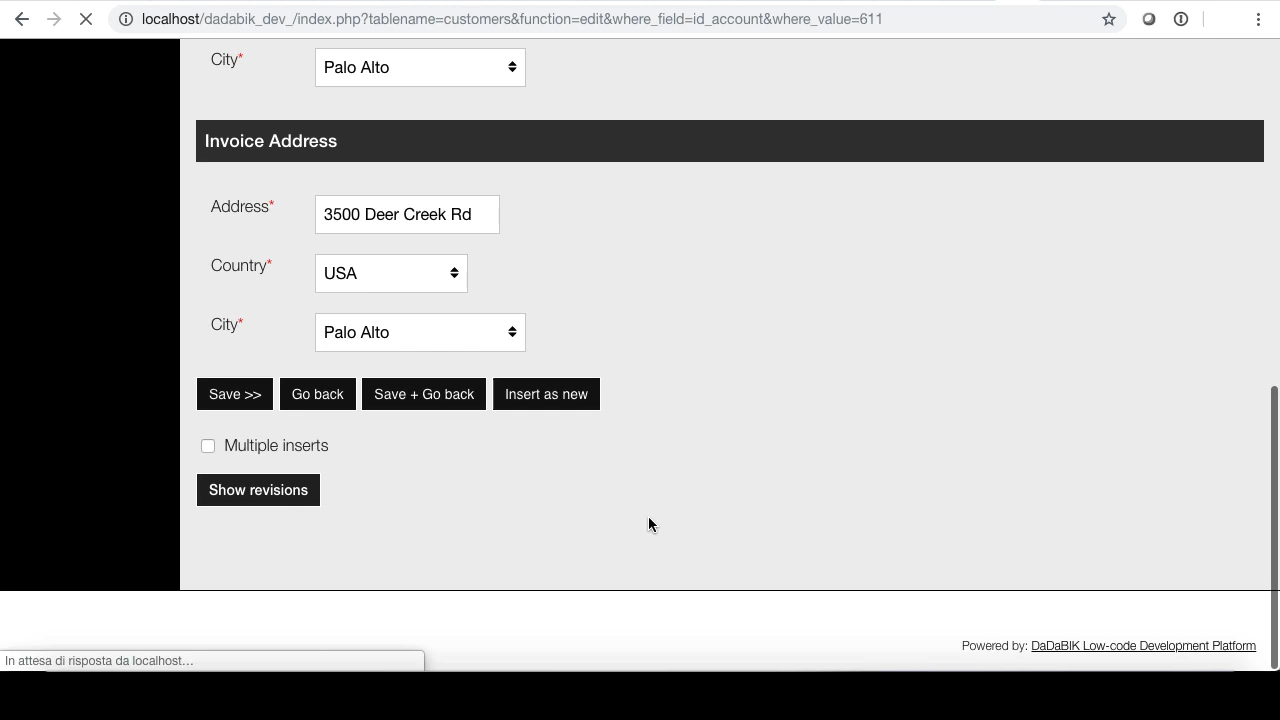 localhost/dadabik_dev_/index.php?tablename=customers&function=edit&where_field=id_account&where_value=611
City* Palo Alto
Invoice Address
Address* 3500 Deer Creek Rd
Country* USA
City* Palo Alto
Save >> Go back Save + Go back Insert as new
Multiple inserts
Show revisions
Powered by: DaDaBIK Low-code Development Platform
In attesa di risposta da localhost…